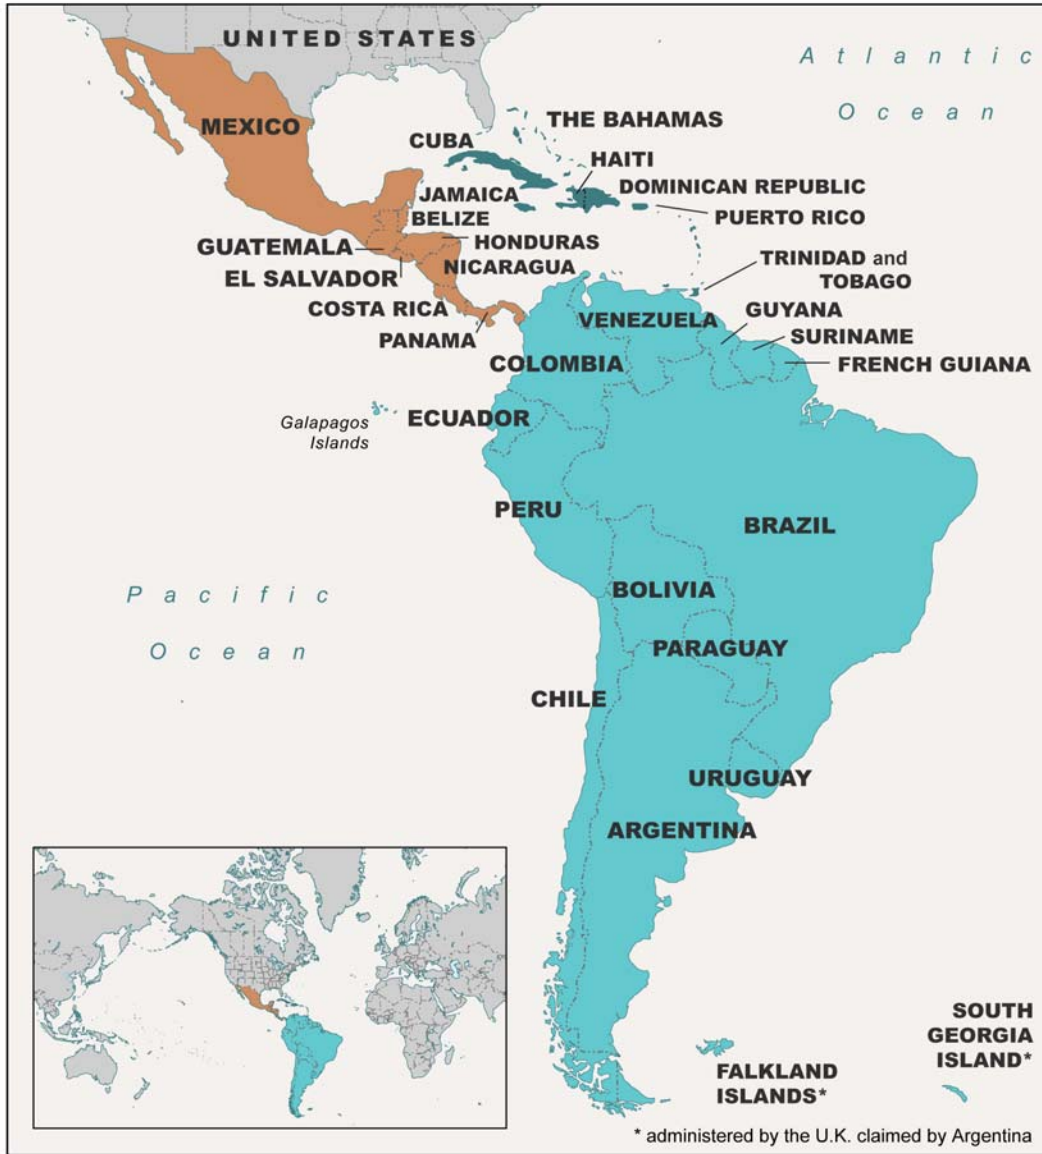 UNITED STATES
Atlantic
Ocean
MEXICO
THE BAHAMAS
CUBA
HAITI
JAMAICA
DOMINICAN REPUBLIC
BELIZE
PUERTO RICO
GUATEMALA
HONDURAS
EL SALVADOR
NICARAGUA
TRINIDAD and
TOBAGO
COSTA RICA
PANAMA
VENEZUELA
GUYANA
SURINAME
COLOMBIA
FRENCH GUIANA
Galapagos
Islands
ECUADOR
PERU
BRAZIL
Pacific
Ocean
BOLIVIA
PARAGUAY
CHILE
URUGUAY
ARGENTINA
SOUTH
GEORGIA
ISLAND*
FALKLAND
ISLANDS*
* administered by the U.K. claimed by Argentina